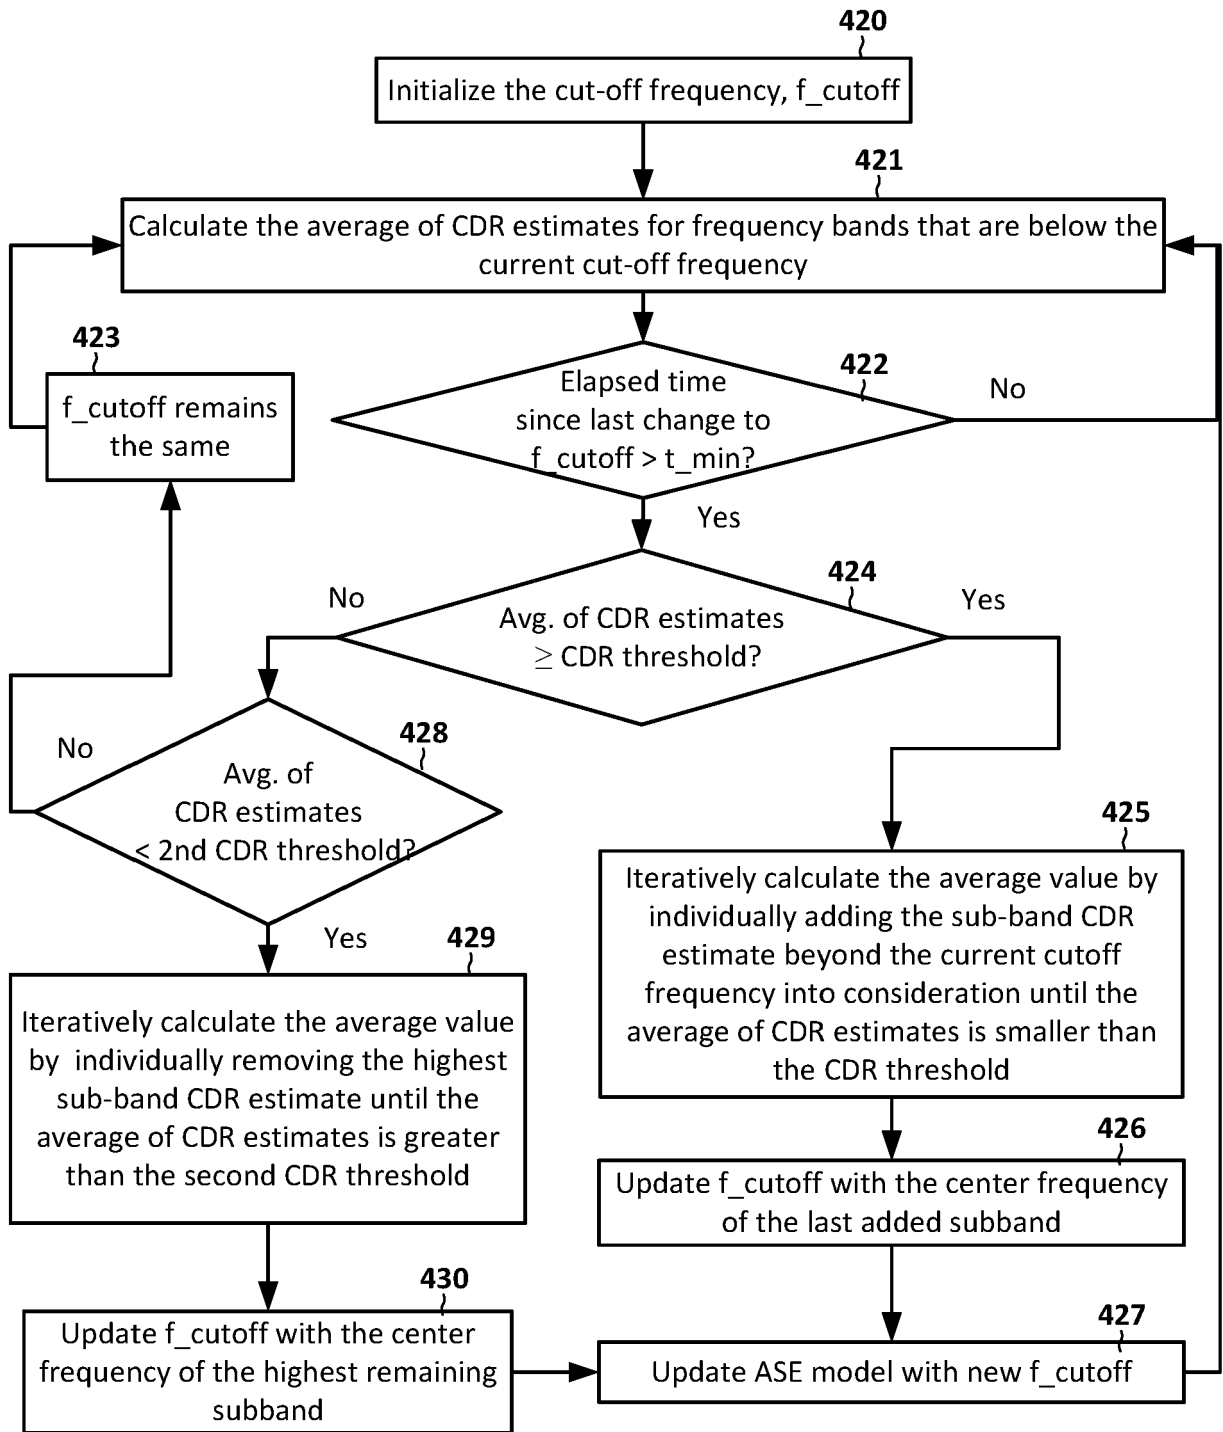 420
Initialize the cut-off frequency, f_cutoff
421
Calculate the average of CDR estimates for frequency bands that are below the
current cut-off frequency
423
f_cutoff remains
the same
422
Elapsed time
since last change to
f_cutoff > t_min?
No
Yes
424
Avg. of CDR estimates
≥ CDR threshold?
No
Yes
428
Avg. of
CDR estimates
< 2nd CDR threshold?
No
Yes
425
Iteratively calculate the average value by
individually adding the sub-band CDR
estimate beyond the current cutoff
frequency into consideration until the
average of CDR estimates is smaller than
the CDR threshold
429
Iteratively calculate the average value
by individually removing the highest
sub-band CDR estimate until the
average of CDR estimates is greater
than the second CDR threshold
426
Update f_cutoff with the center frequency
of the last added subband
430
Update f_cutoff with the center
frequency of the highest remaining
subband
427
Update ASE model with new f_cutoff